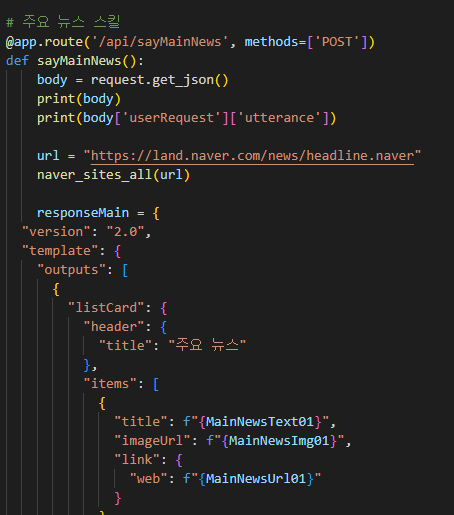 # 주요 뉴스 스킬
@app.route('/api/sayMainNews', methods=['POST'])
def sayMainNews():
    body = request.get_json()
    print(body)
    print(body['userRequest']['utterance'])

    url = "https://land.naver.com/news/headline.naver"
    naver_sites_all(url)

    responseMain = {
  "version": "2.0",
  "template": {
    "outputs": [
      {
        "listCard": {
          "header": {
            "title": "주요 뉴스"
          },
          "items": [
            {
              "title": f"{MainNewsText01}",
              "imageUrl": f"{MainNewsImg01}",
              "link": {
                "web": f"{MainNewsUrl01}"
              }
            }